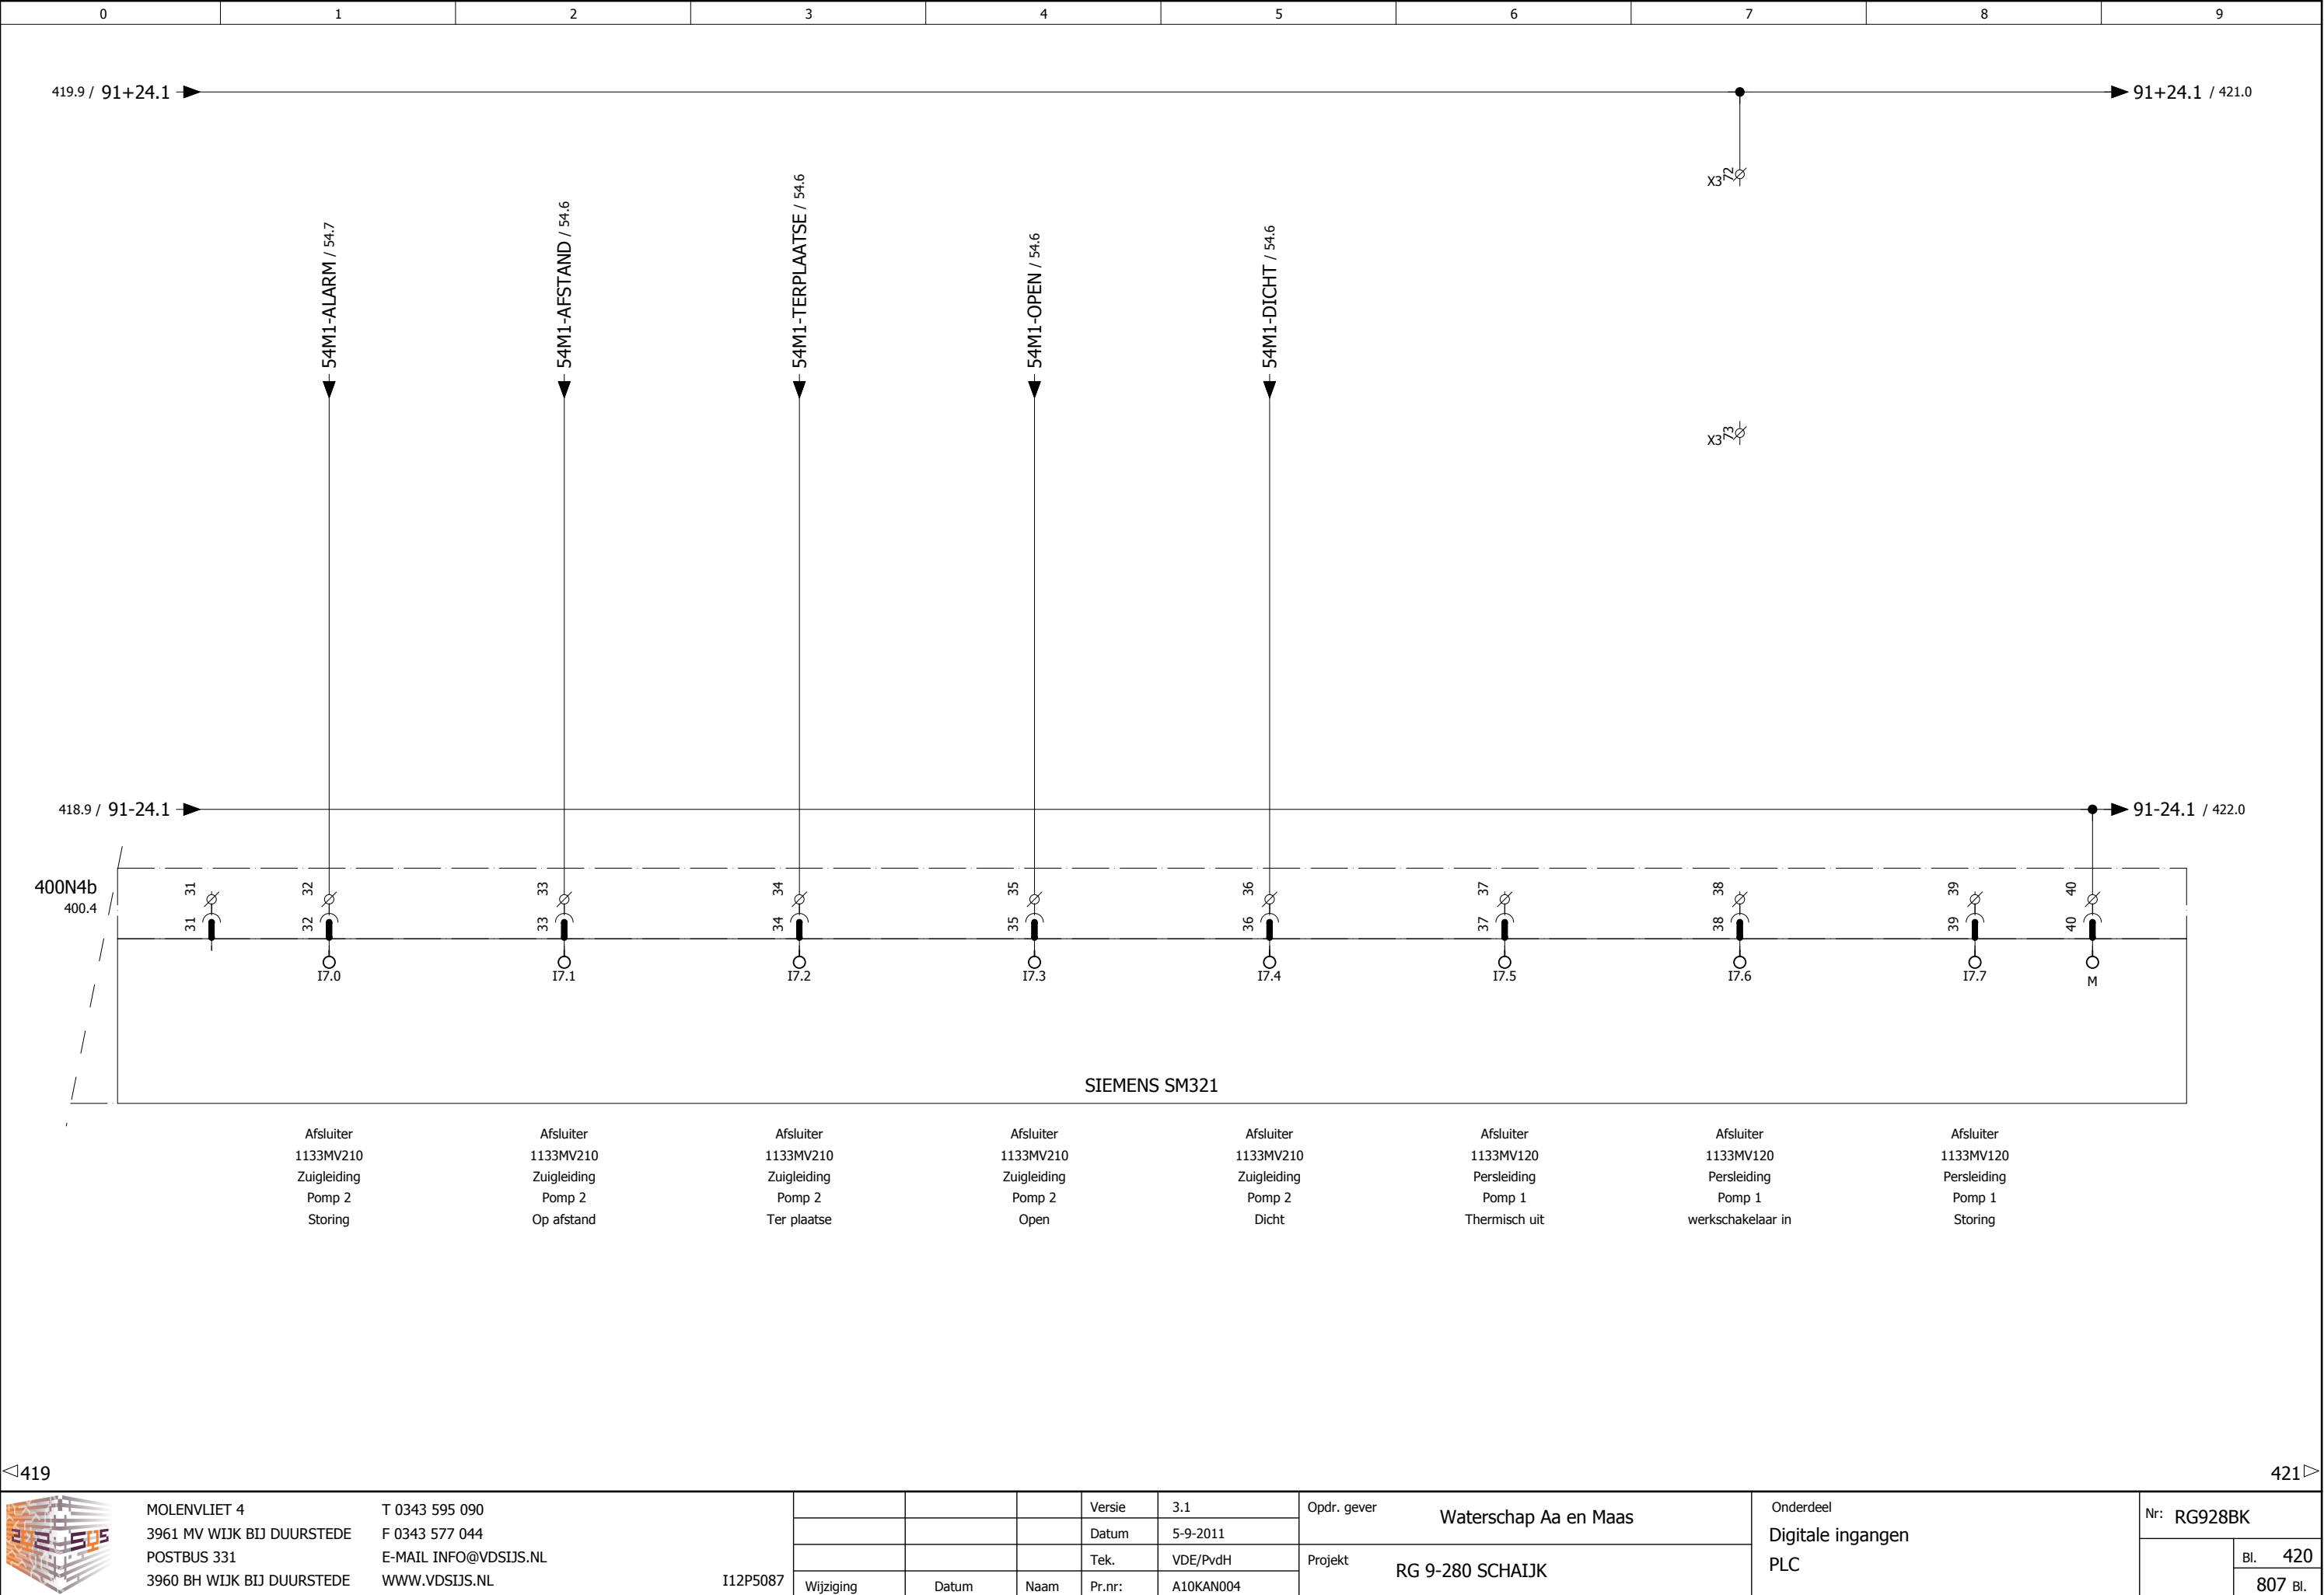 0 1 2 3 4 5 6 7 8 9
419.9 / 91+24.1
91+24.1 / 421.0
X3 72
54M1-ALARM / 54.7
54M1-AFSTAND / 54.6
54M1-TERPLAATSE / 54.6
54M1-OPEN / 54.6
54M1-DICHT / 54.6
X3 73
418.9 / 91-24.1
91-24.1 / 422.0
400N4b
400.4
31 32 33 34 35 36 37 38 39 40
31 32 33 34 35 36 37 38 39 40
I7.0 I7.1 I7.2 I7.3 I7.4 I7.5 I7.6 I7.7 M
SIEMENS SM321
Afsluiter Afsluiter Afsluiter Afsluiter Afsluiter Afsluiter Afsluiter Afsluiter
1133MV210 1133MV210 1133MV210 1133MV210 1133MV210 1133MV120 1133MV120 1133MV120
Zuigleiding Zuigleiding Zuigleiding Zuigleiding Zuigleiding Persleiding Persleiding Persleiding
Pomp 2 Pomp 2 Pomp 2 Pomp 2 Pomp 2 Pomp 1 Pomp 1 Pomp 1
Storing Op afstand Ter plaatse Open Dicht Thermisch uit werkschakelaar in Storing
419
421
MOLENVLIET 4 T 0343 595 090
3961 MV WIJK BIJ DUURSTEDE F 0343 577 044
POSTBUS 331 E-MAIL INFO@VDSIJS.NL
3960 BH WIJK BIJ DUURSTEDE WWW.VDSIJS.NL
I12P5087
Wijziging Datum Naam
Versie 3.1
Datum 5-9-2011
Tek. VDE/PvdH
Pr.nr: A10KAN004
Opdr. gever Waterschap Aa en Maas
Projekt RG 9-280 SCHAIJK
Onderdeel
Digitale ingangen
PLC
Nr: RG928BK
Bl. 420
807 Bl.